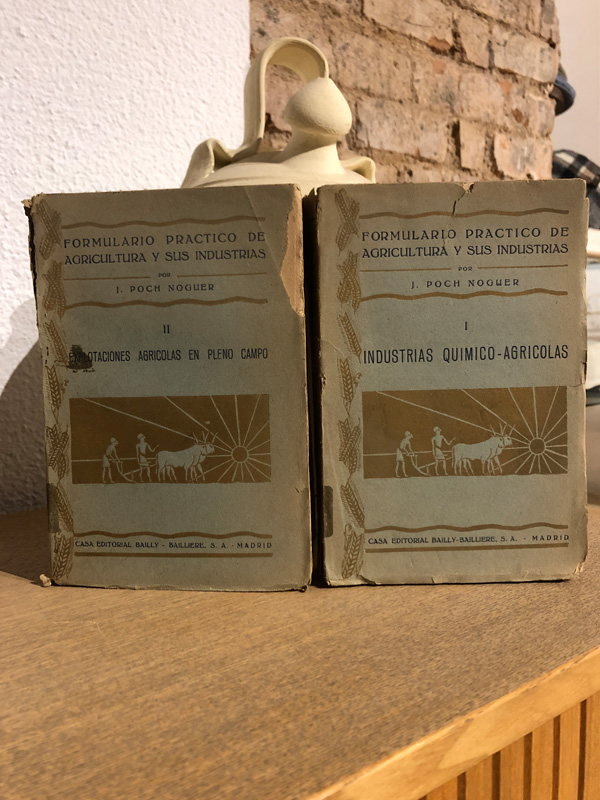 FORMULARIO PRACTICO DE
AGRICULTURA Y SUS INDUSTRIAS
POR
J. POCH NOGUER
II
EXPLOTACIONES AGRICOLAS EN PLENO CAMPO
CASA EDITORIAL BAILLY - BAILLIERE, S. A. - MADRID
FORMULARIO PRACTICO DE
AGRICULTURA Y SUS INDUSTRIAS
POR
J. POCH NOGUER
I
INDUSTRIAS QUIMICO-AGRICOLAS
CASA EDITORIAL BAILLY-BAILLIERE, S. A. - MADRID